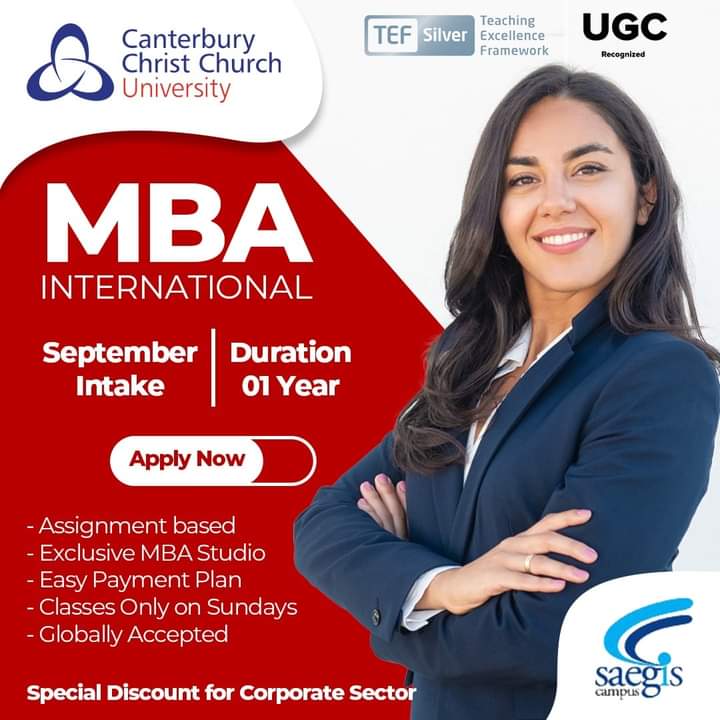 Canterbury
Christ Church
University
TEF Silver
Teaching
Excellence
Framework
UGC
Recognized
MBA
INTERNATIONAL
September
Intake
Duration
01 Year
Apply Now
- Assignment based
- Exclusive MBA Studio
- Easy Payment Plan
- Classes Only on Sundays
- Globally Accepted
Special Discount for Corporate Sector
saegis
campus